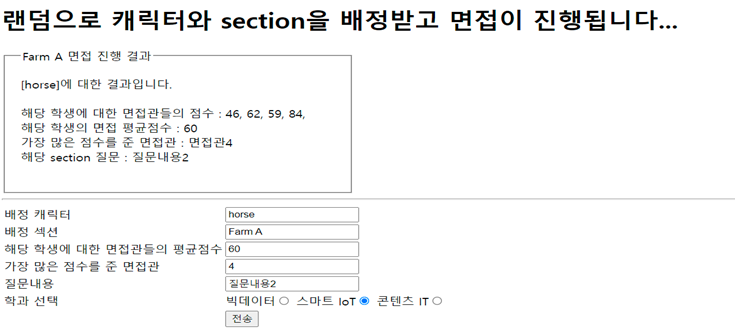 랜덤으로 캐릭터와 section을 배정받고 면접이 진행됩니다...
Farm A 면접 진행 결과
[horse]에 대한 결과입니다.
해당 학생에 대한 면접관들의 점수 : 46, 62, 59, 84,
해당 학생의 면접 평균점수 : 60
가장 많은 점수를 준 면접관 : 면접관4
해당 section 질문 : 질문내용2
배정 캐릭터 horse
배정 섹션 Farm A
해당 학생에 대한 면접관들의 평균점수 60
가장 많은 점수를 준 면접관 4
질문내용 질문내용2
학과 선택 빅데이터 스마트 IoT 콘텐츠 IT
전송